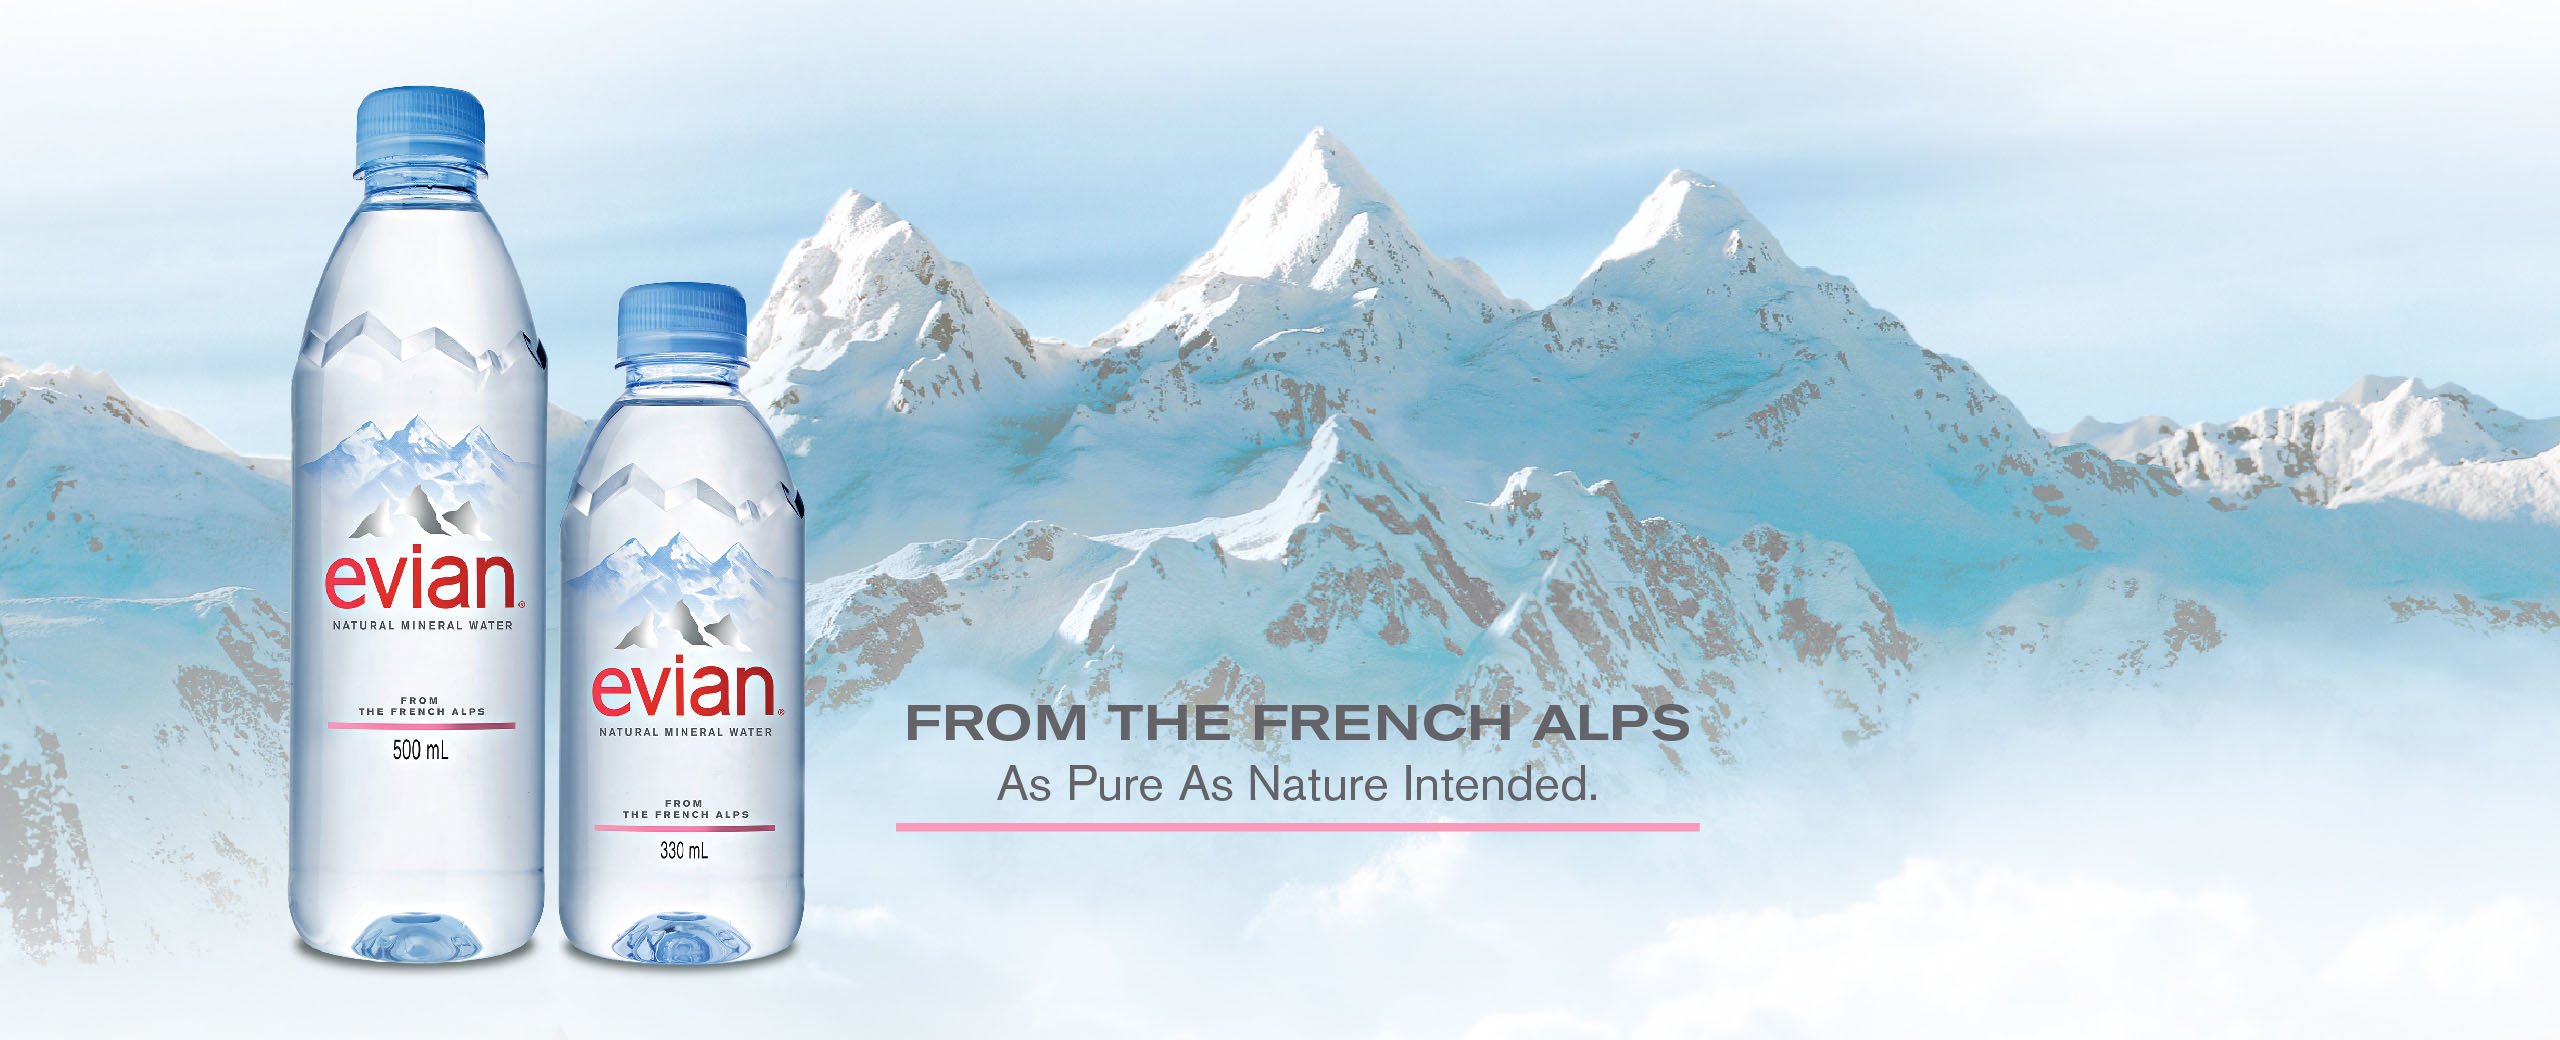 evian®
NATURAL MINERAL WATER
FROM
THE FRENCH ALPS
500 mL
evian®
NATURAL MINERAL WATER
FROM
THE FRENCH ALPS
330 mL
FROM THE FRENCH ALPS
As Pure As Nature Intended.